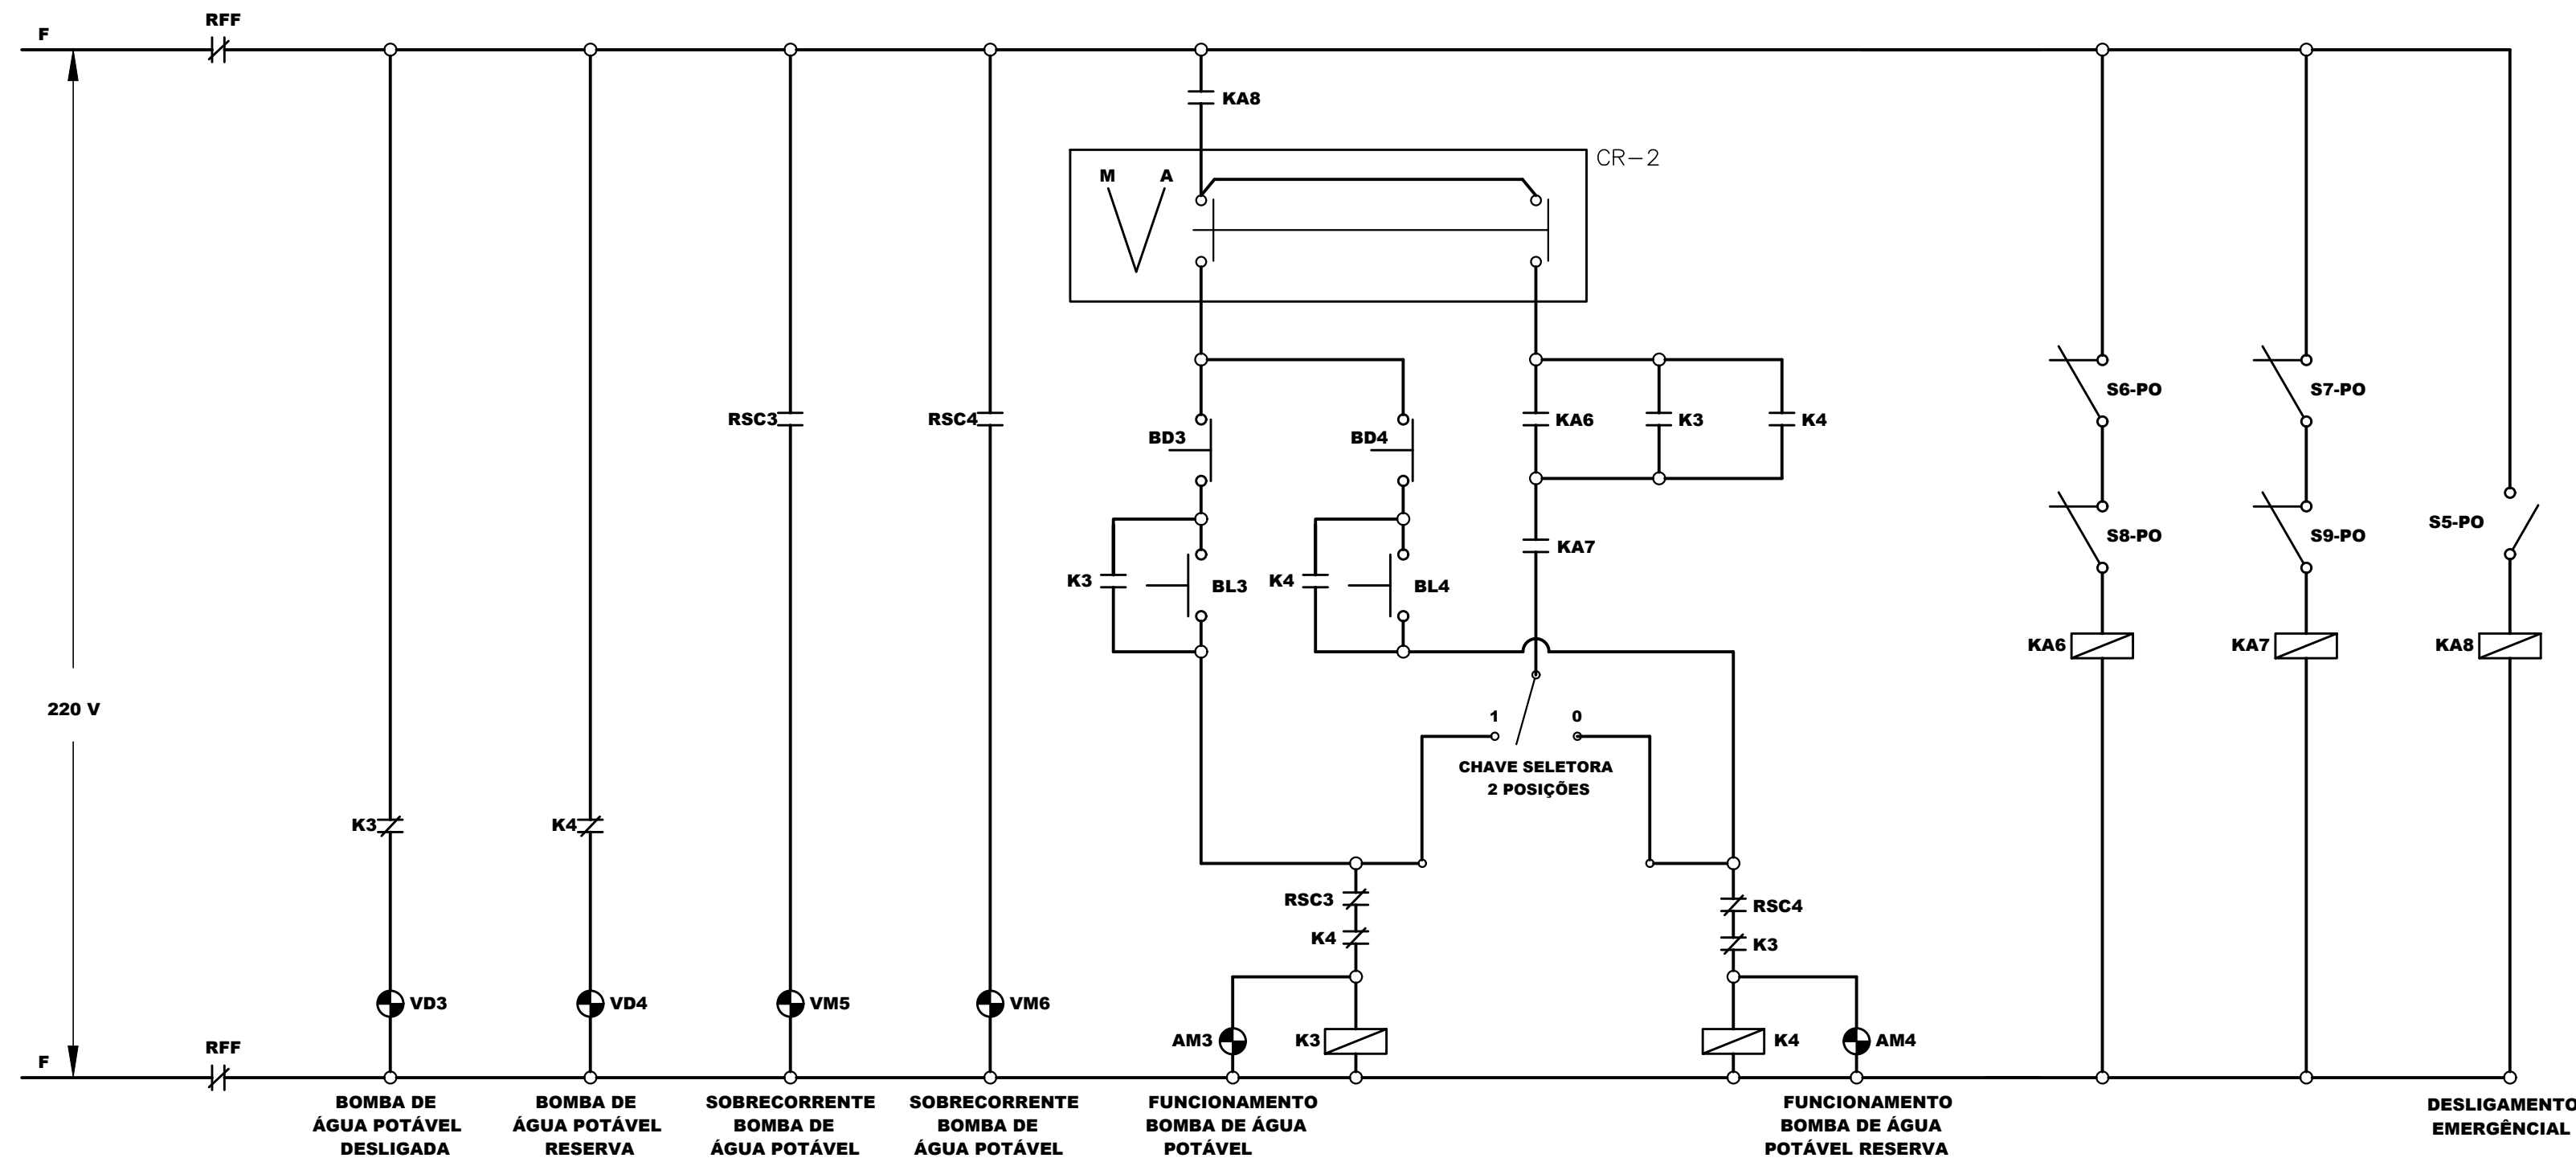 F
RFF
KA8
CR-2
M A
S6-PO
S7-PO
RSC3
RSC4
BD3
BD4
KA6
K3
K4
S5-PO
S8-PO
S9-PO
KA7
K3
BL3
K4
BL4
KA6
KA7
KA8
220 V
1 0
CHAVE SELETORA
2 POSIÇÕES
K3
K4
RSC3
RSC4
K4
K3
VD3
VD4
VM5
VM6
AM3
K3
K4
AM4
F
RFF
BOMBA DE
ÁGUA POTÁVEL
DESLIGADA
BOMBA DE
ÁGUA POTÁVEL
RESERVA
SOBRECORRENTE
BOMBA DE
ÁGUA POTÁVEL
SOBRECORRENTE
BOMBA DE
ÁGUA POTÁVEL
FUNCIONAMENTO
BOMBA DE ÁGUA
POTÁVEL
FUNCIONAMENTO
BOMBA DE ÁGUA
POTÁVEL RESERVA
DESLIGAMENTO
EMERGÊNCIAL